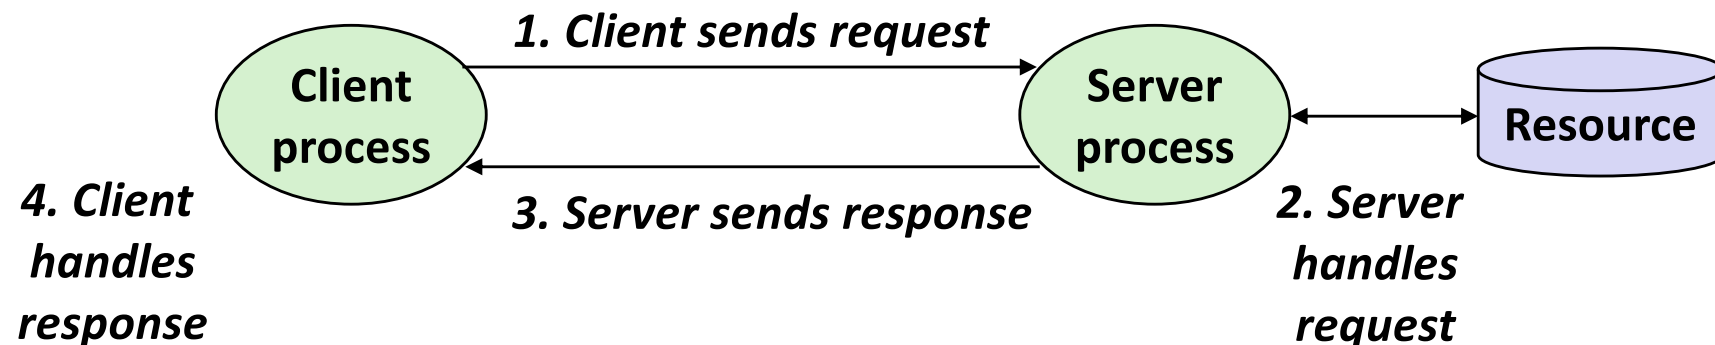 1. Client sends request
Client
process
Server
process
Resource
3. Server sends response
4. Client
handles
response
2. Server
handles
request